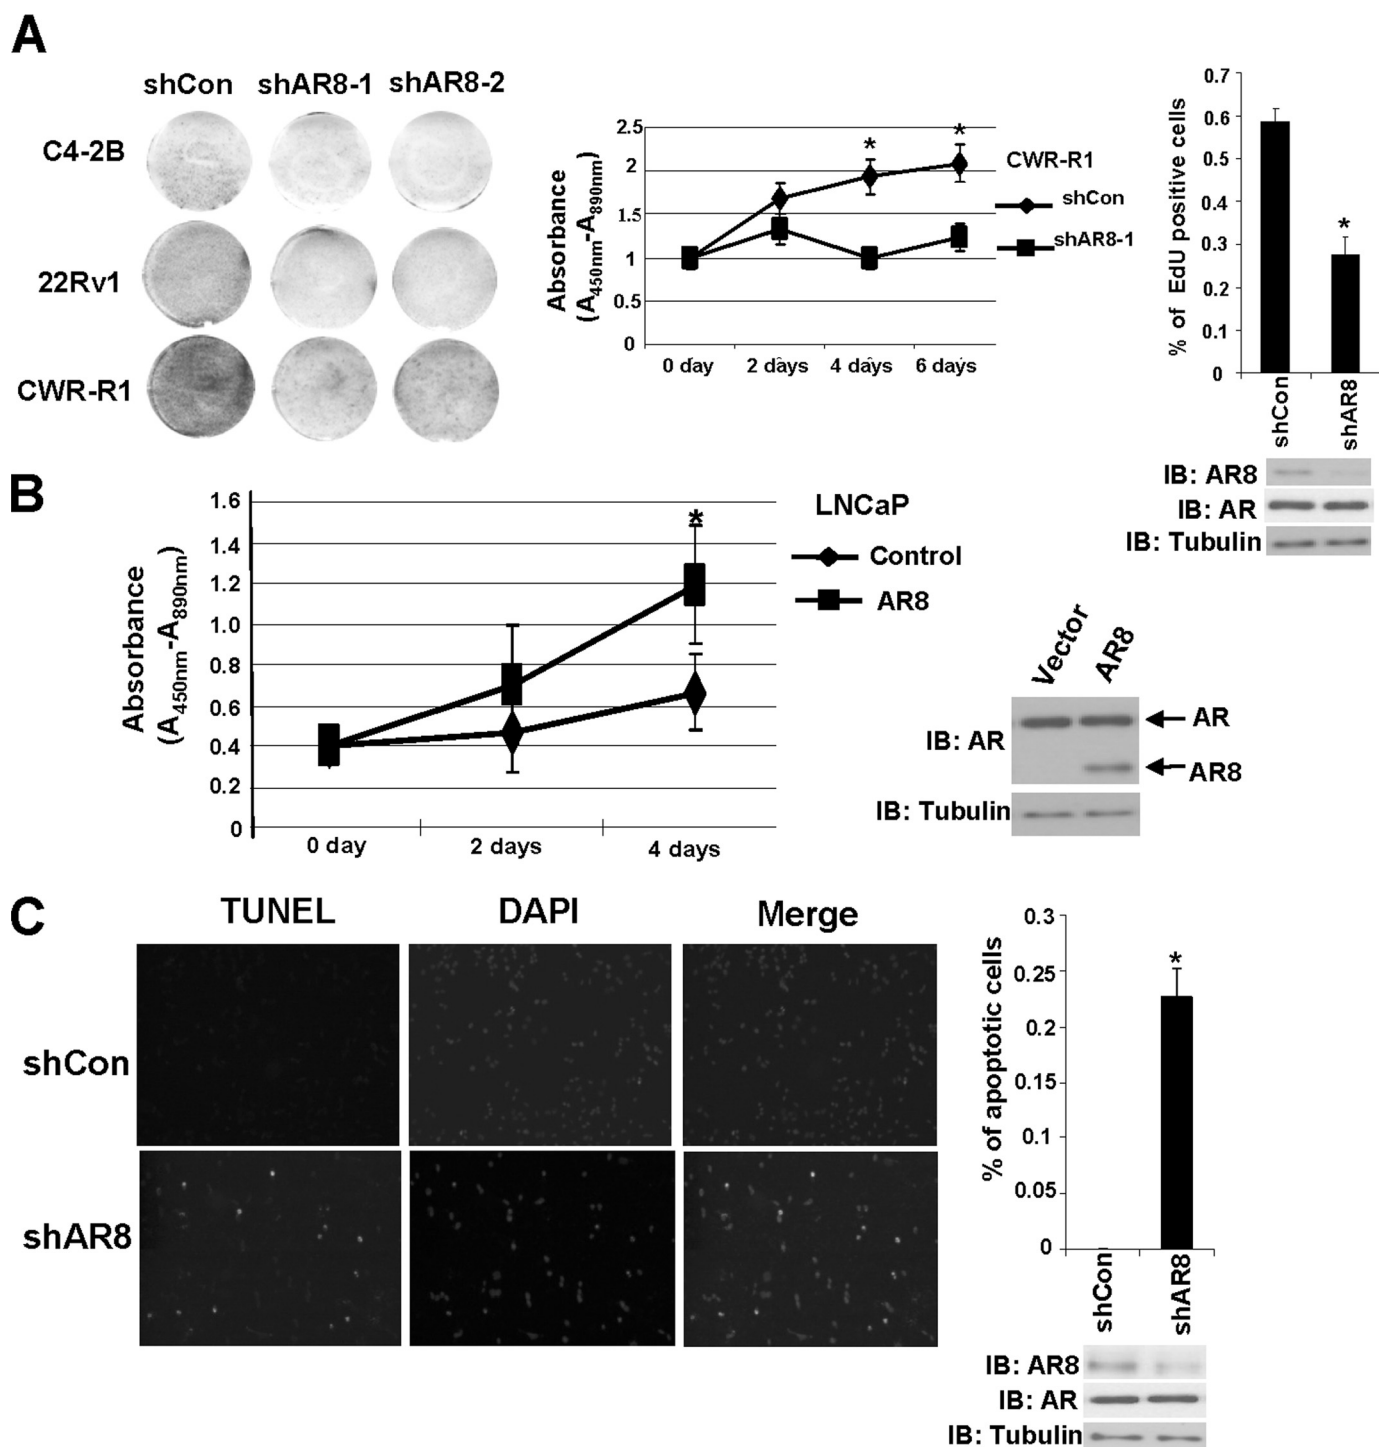 A
shCon shAR8-1 shAR8-2
C4-2B
22Rv1
CWR-R1
Absorbance
(A450nm-A890nm)
2.5
2
1.5
1
0.5
0
0 day 2 days 4 days 6 days
* *
CWR-R1
shCon
shAR8-1
% of EdU positive cells
0.7
0.6
0.5
0.4
0.3
0.2
0.1
0
*
shCon shAR8
IB: AR8
IB: AR
IB: Tubulin
B
Absorbance
(A450nm-A890nm)
1.6
1.4
1.2
1.0
0.8
0.6
0.4
0.2
0
0 day 2 days 4 days
*
LNCaP
Control
AR8
Vector AR8
IB: AR
AR
AR8
IB: Tubulin
C
TUNEL DAPI Merge
shCon
shAR8
% of apoptotic cells
0.3
0.25
0.2
0.15
0.1
0.05
0
*
shCon shAR8
IB: AR8
IB: AR
IB: Tubulin